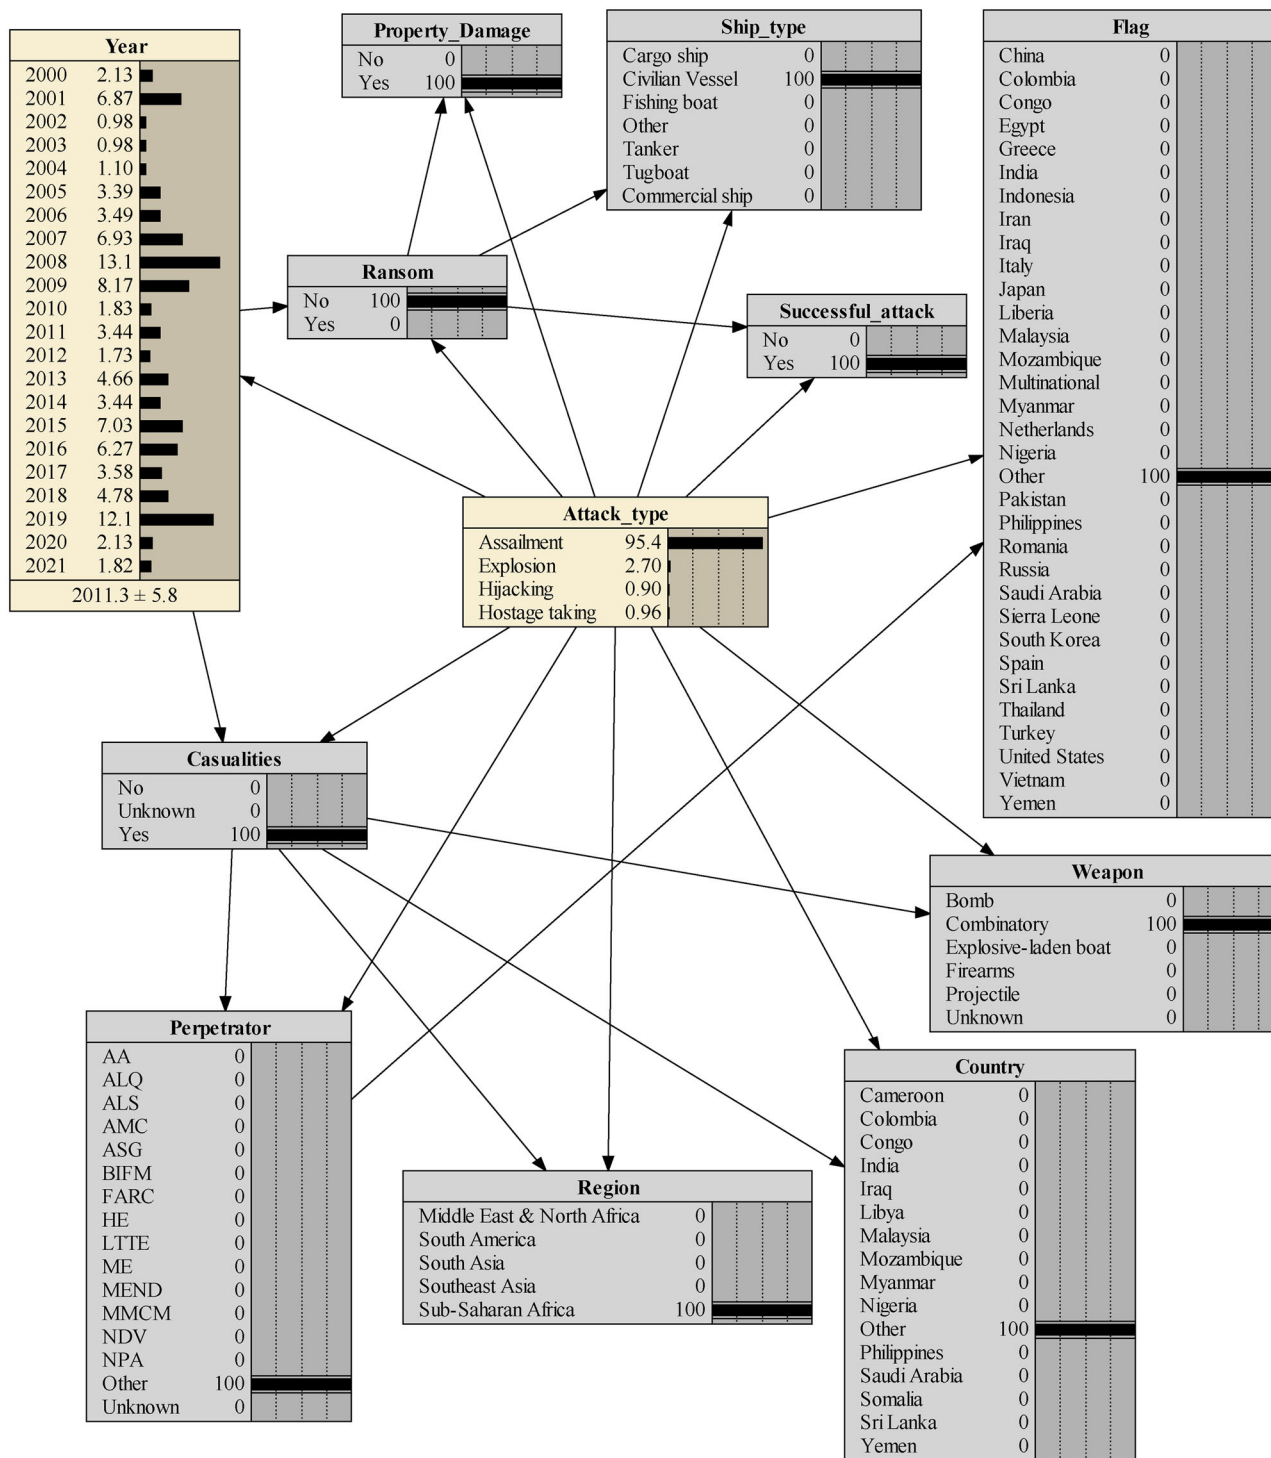 Year
2000 2.13
2001 6.87
2002 0.98
2003 0.98
2004 1.10
2005 3.39
2006 3.49
2007 6.93
2008 13.1
2009 8.17
2010 1.83
2011 3.44
2012 1.73
2013 4.66
2014 3.44
2015 7.03
2016 6.27
2017 3.58
2018 4.78
2019 12.1
2020 2.13
2021 1.82
2011.3 ± 5.8
Property_Damage
No 0
Yes 100
Ship_type
Cargo ship 0
Civilian Vessel 100
Fishing boat 0
Other 0
Tanker 0
Tugboat 0
Commercial ship 0
Flag
China 0
Colombia 0
Congo 0
Egypt 0
Greece 0
India 0
Indonesia 0
Iran 0
Iraq 0
Italy 0
Japan 0
Liberia 0
Malaysia 0
Mozambique 0
Multinational 0
Myanmar 0
Netherlands 0
Nigeria 0
Other 100
Pakistan 0
Philippines 0
Romania 0
Russia 0
Saudi Arabia 0
Sierra Leone 0
South Korea 0
Spain 0
Sri Lanka 0
Thailand 0
Turkey 0
United States 0
Vietnam 0
Yemen 0
Ransom
No 100
Yes 0
Successful_attack
No 0
Yes 100
Attack_type
Assailment 95.4
Explosion 2.70
Hijacking 0.90
Hostage taking 0.96
Casualities
No 0
Unknown 0
Yes 100
Weapon
Bomb 0
Combinatory 100
Explosive-laden boat 0
Firearms 0
Projectile 0
Unknown 0
Perpetrator
AA 0
ALQ 0
ALS 0
AMC 0
ASG 0
BIFM 0
FARC 0
HE 0
LTTE 0
ME 0
MEND 0
MMCM 0
NDV 0
NPA 0
Other 100
Unknown 0
Region
Middle East & North Africa 0
South America 0
South Asia 0
Southeast Asia 0
Sub-Saharan Africa 100
Country
Cameroon 0
Colombia 0
Congo 0
India 0
Iraq 0
Libya 0
Malaysia 0
Mozambique 0
Myanmar 0
Nigeria 0
Other 100
Philippines 0
Saudi Arabia 0
Somalia 0
Sri Lanka 0
Yemen 0